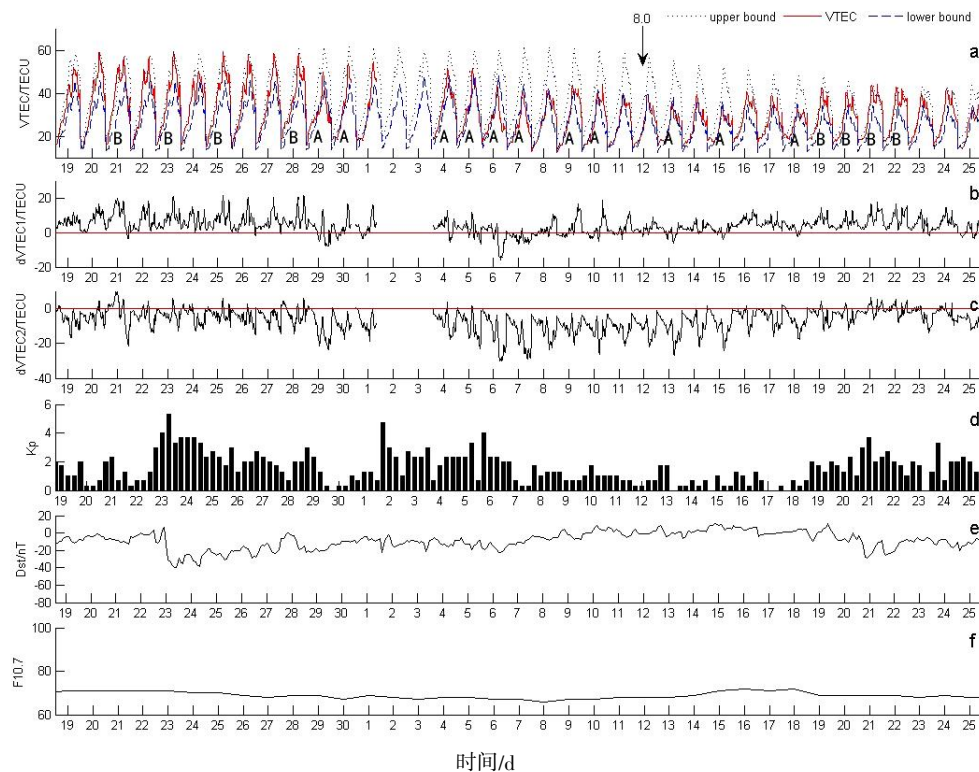 8.0
upper bound VTEC lower bound
a
VTEC/TECU
60
40
20
B B B B A A A A A A A A A A A B B B B
19 20 21 22 23 24 25 26 27 28 29 30 1 2 3 4 5 6 7 8 9 10 11 12 13 14 15 16 17 18 19 20 21 22 23 24 25
b
dVTEC1/TECU
20
0
-20
19 20 21 22 23 24 25 26 27 28 29 30 1 2 3 4 5 6 7 8 9 10 11 12 13 14 15 16 17 18 19 20 21 22 23 24 25
c
dVTEC2/TECU
0
-20
-40
19 20 21 22 23 24 25 26 27 28 29 30 1 2 3 4 5 6 7 8 9 10 11 12 13 14 15 16 17 18 19 20 21 22 23 24 25
d
Kp
6
4
2
0
19 20 21 22 23 24 25 26 27 28 29 30 1 2 3 4 5 6 7 8 9 10 11 12 13 14 15 16 17 18 19 20 21 22 23 24 25
e
Dst/nT
20
0
-20
-40
-60
-80
19 20 21 22 23 24 25 26 27 28 29 30 1 2 3 4 5 6 7 8 9 10 11 12 13 14 15 16 17 18 19 20 21 22 23 24 25
f
F10.7
100
80
60
19 20 21 22 23 24 25 26 27 28 29 30 1 2 3 4 5 6 7 8 9 10 11 12 13 14 15 16 17 18 19 20 21 22 23 24 25
时间/d